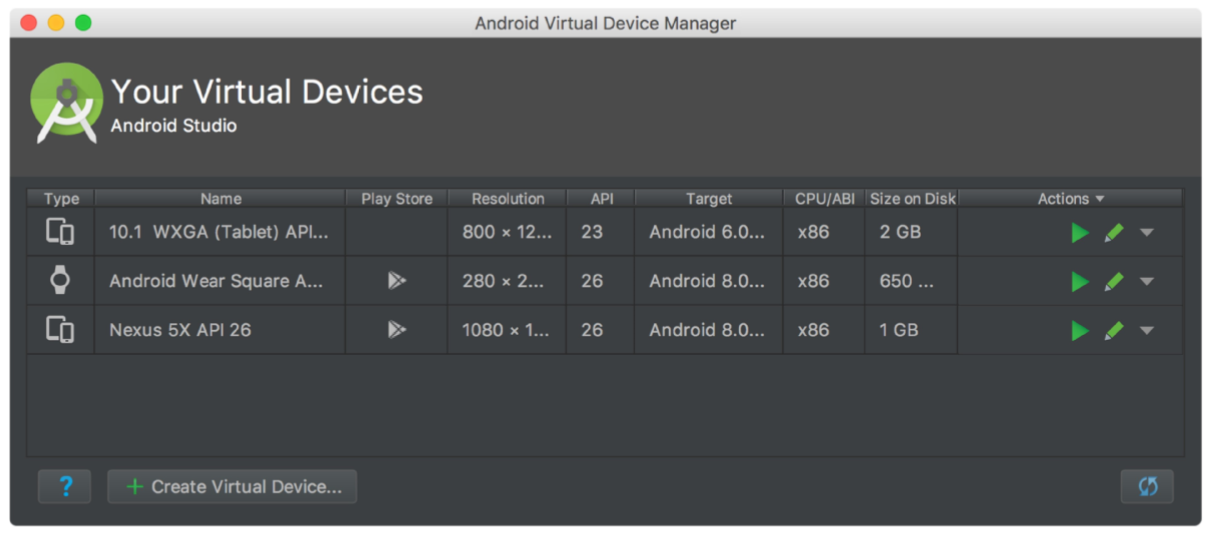 Android Virtual Device Manager
Your Virtual Devices
Android Studio
Type Name Play Store Resolution API Target CPU/ABI Size on Disk Actions
10.1 WXGA (Tablet) API... 800 × 12... 23 Android 6.0... x86 2 GB
Android Wear Square A... 280 × 2... 26 Android 8.0... x86 650 ...
Nexus 5X API 26 1080 × 1... 26 Android 8.0... x86 1 GB
? + Create Virtual Device...